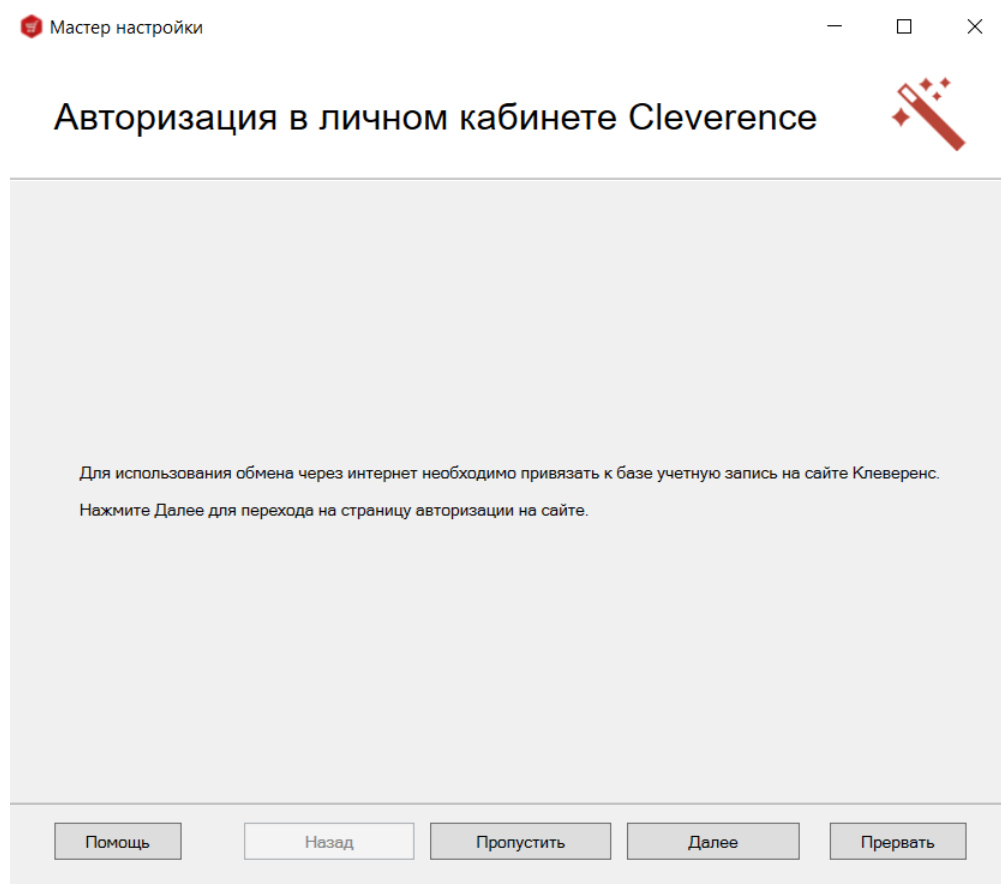 Мастер настройки
Авторизация в личном кабинете Cleverence
Для использования обмена через интернет необходимо привязать к базе учетную запись на сайте Клеверенс.
Нажмите Далее для перехода на страницу авторизации на сайте.
Помощь Назад Пропустить Далее Прервать